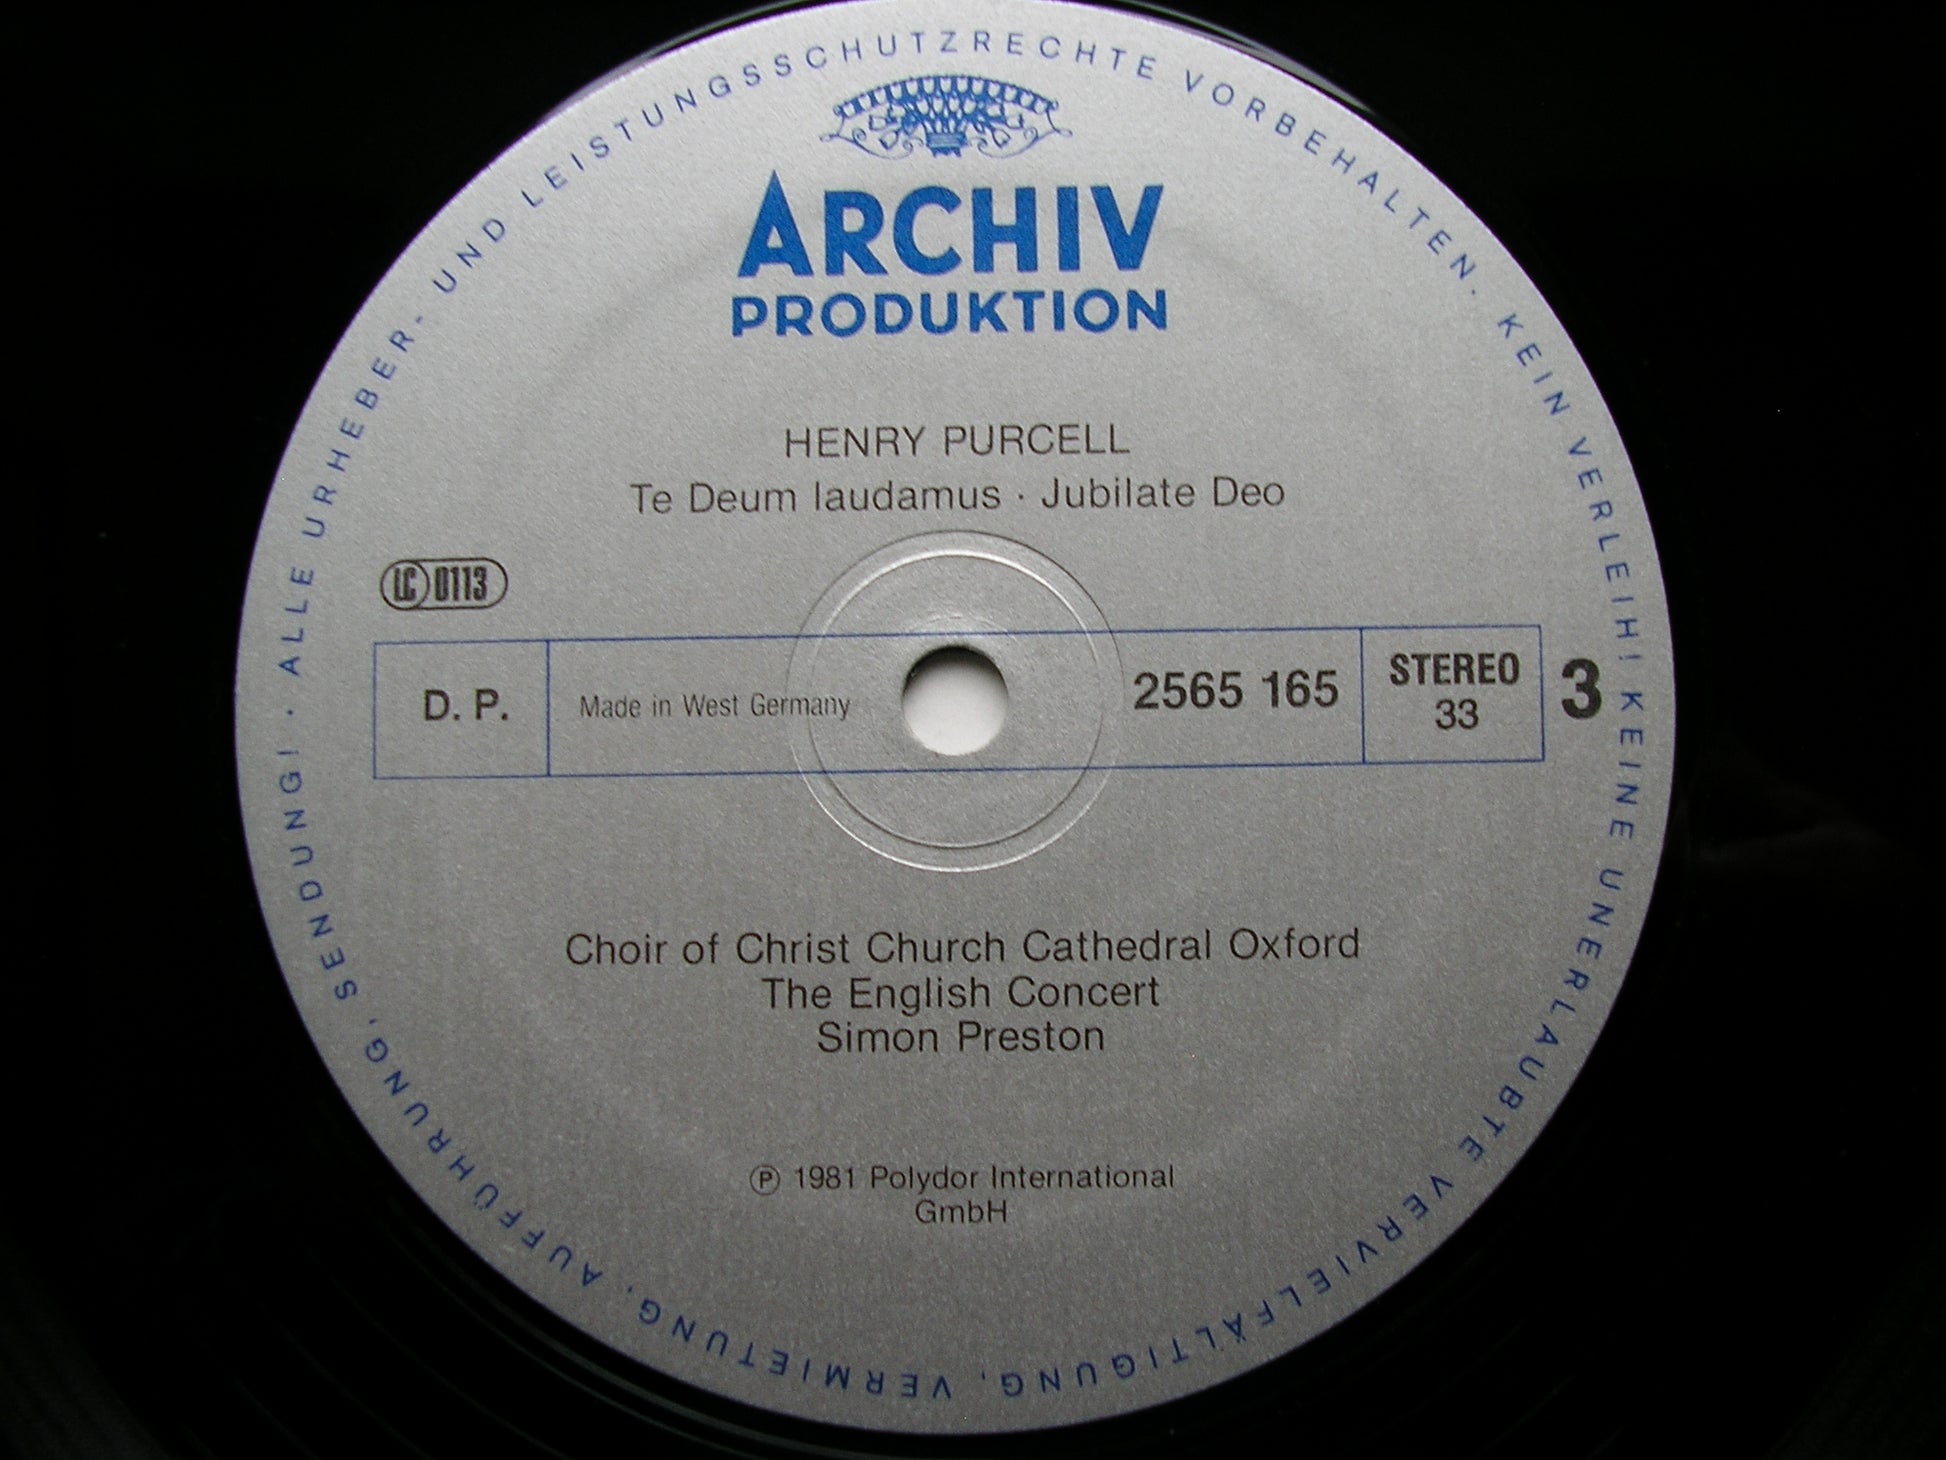 ALLE URHEBER- UND LEISTUNGSSCHUTZRECHTE VORBEHALTEN. KEIN VERLEIH! KEINE UNERLAUBTE VERVIELFÄLTIGUNG, VERMIETUNG, AUFFÜHRUNG, SENDUNG! ·
ARCHIV
PRODUKTION
HENRY PURCELL
Te Deum laudamus · Jubilate Deo
LC 0113
D. P.
Made in West Germany
2565 165
STEREO
33
3
Choir of Christ Church Cathedral Oxford
The English Concert
Simon Preston
℗ 1981 Polydor International
GmbH